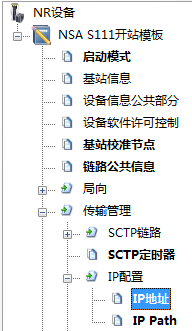 NR设备
NSA S111开站模板
启动模式
基站信息
设备信息公共部分
设备软件许可控制
基站校准节点
链路公共信息
局向
传输管理
SCTP链路
SCTP定时器
IP配置
IP地址
IP Path